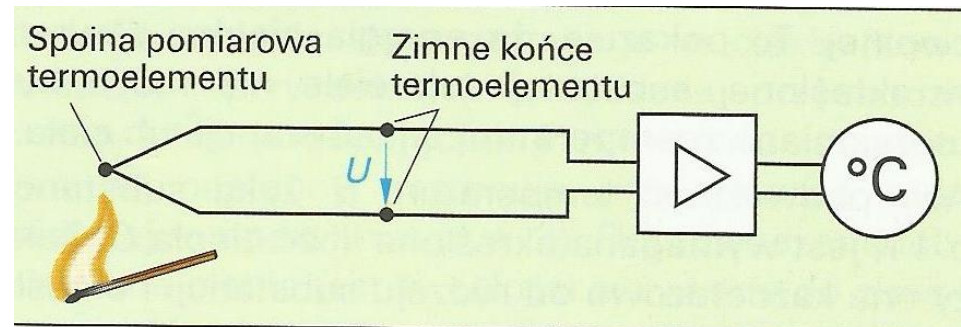 Spoina pomiarowa
termoelementu
Zimne końce
termoelementu
U
°C